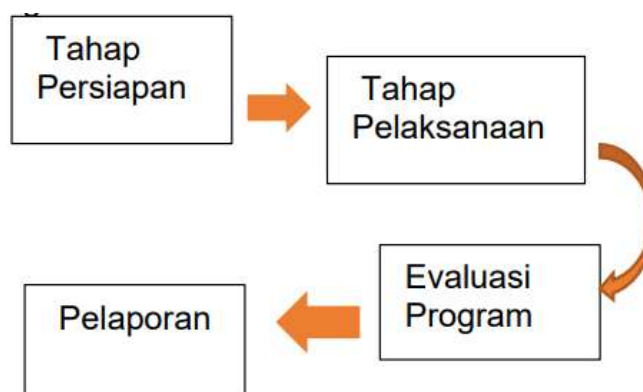 Tahap
Persiapan
Tahap
Pelaksanaan
Evaluasi
Program
Pelaporan